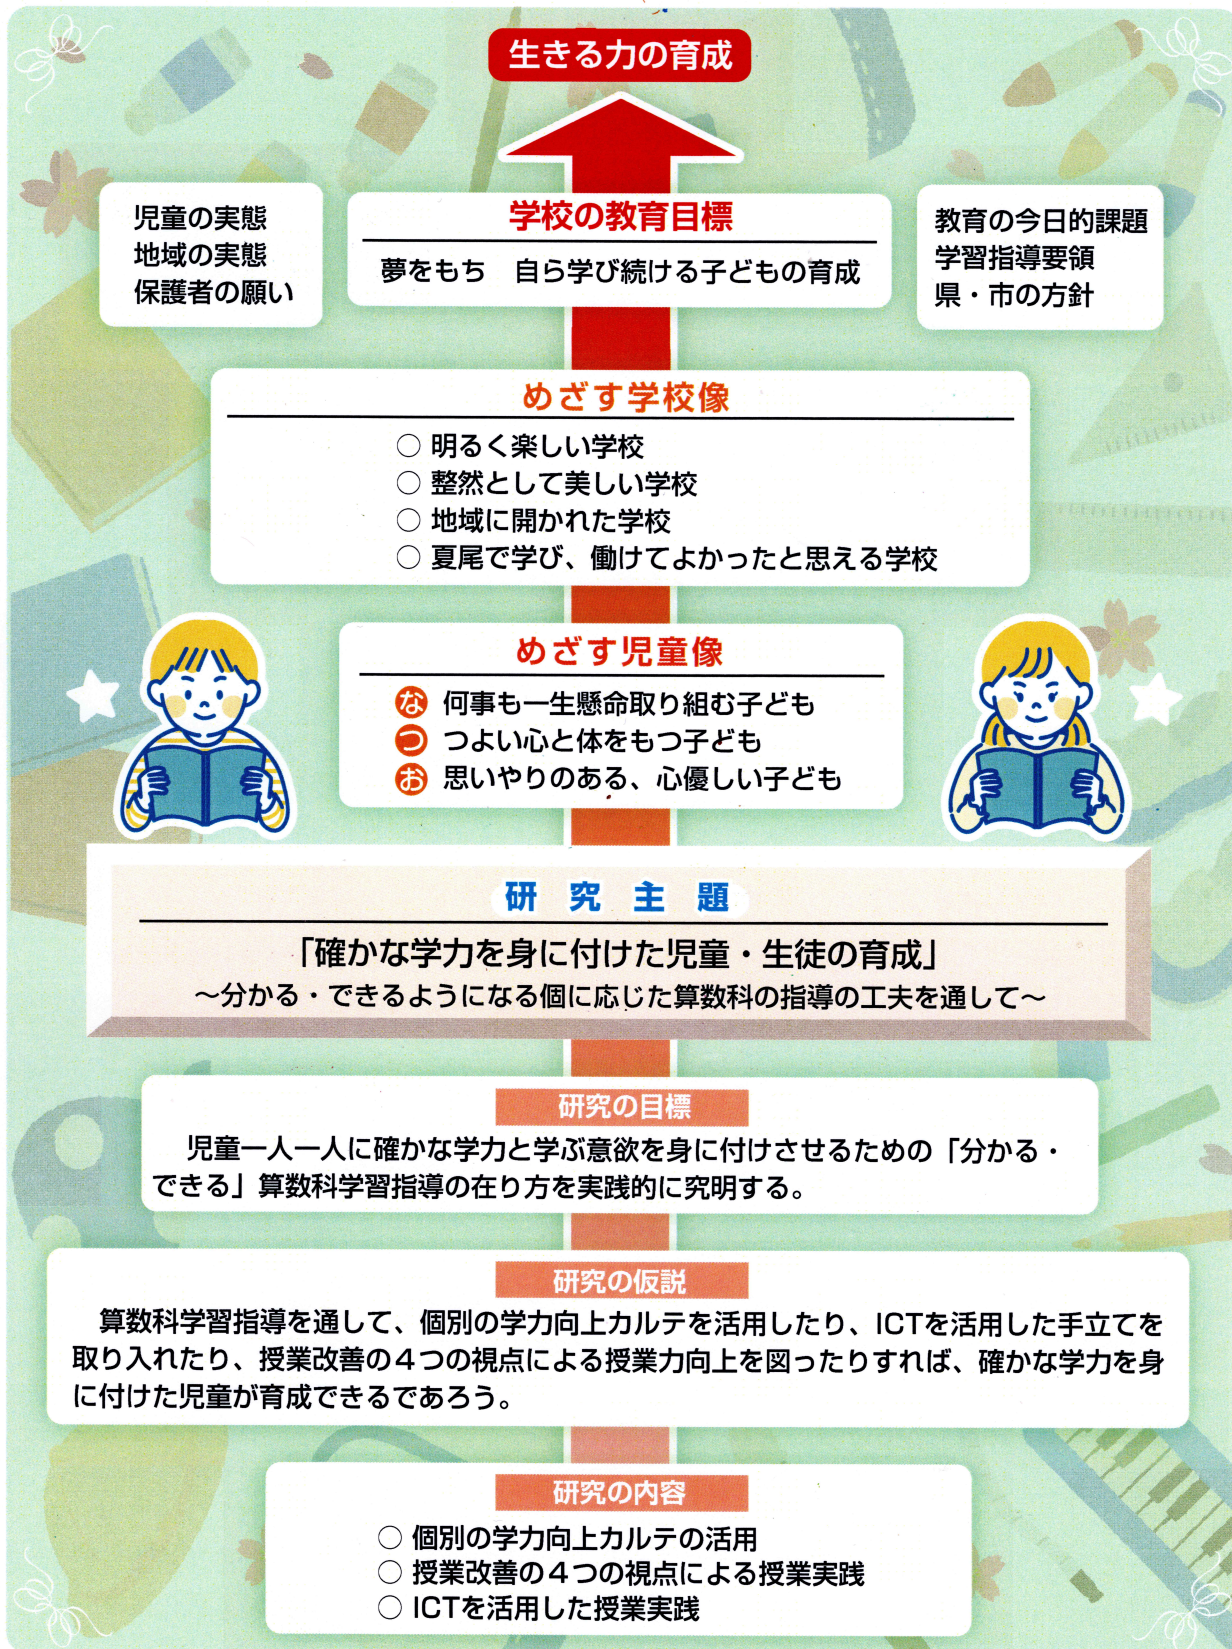 生きる力の育成
児童の実態
地域の実態
保護者の願い
学校の教育目標
夢をもち　自ら学び続ける子どもの育成
教育の今日的課題
学習指導要領
県・市の方針
めざす学校像
○ 明るく楽しい学校
○ 整然として美しい学校
○ 地域に開かれた学校
○ 夏尾で学び、働けてよかったと思える学校
めざす児童像
な 何事も一生懸命取り組む子ども
つ つよい心と体をもつ子ども
お 思いやりのある、心優しい子ども
研究主題
「確かな学力を身に付けた児童・生徒の育成」
～分かる・できるようになる個に応じた算数科の指導の工夫を通して～
研究の目標
児童一人一人に確かな学力と学ぶ意欲を身に付けさせるための「分かる・
できる」算数科学習指導の在り方を実践的に究明する。
研究の仮説
算数科学習指導を通して、個別の学力向上カルテを活用したり、ICTを活用した手立てを
取り入れたり、授業改善の４つの視点による授業力向上を図ったりすれば、確かな学力を身
に付けた児童が育成できるであろう。
研究の内容
○ 個別の学力向上カルテの活用
○ 授業改善の４つの視点による授業実践
○ ICTを活用した授業実践